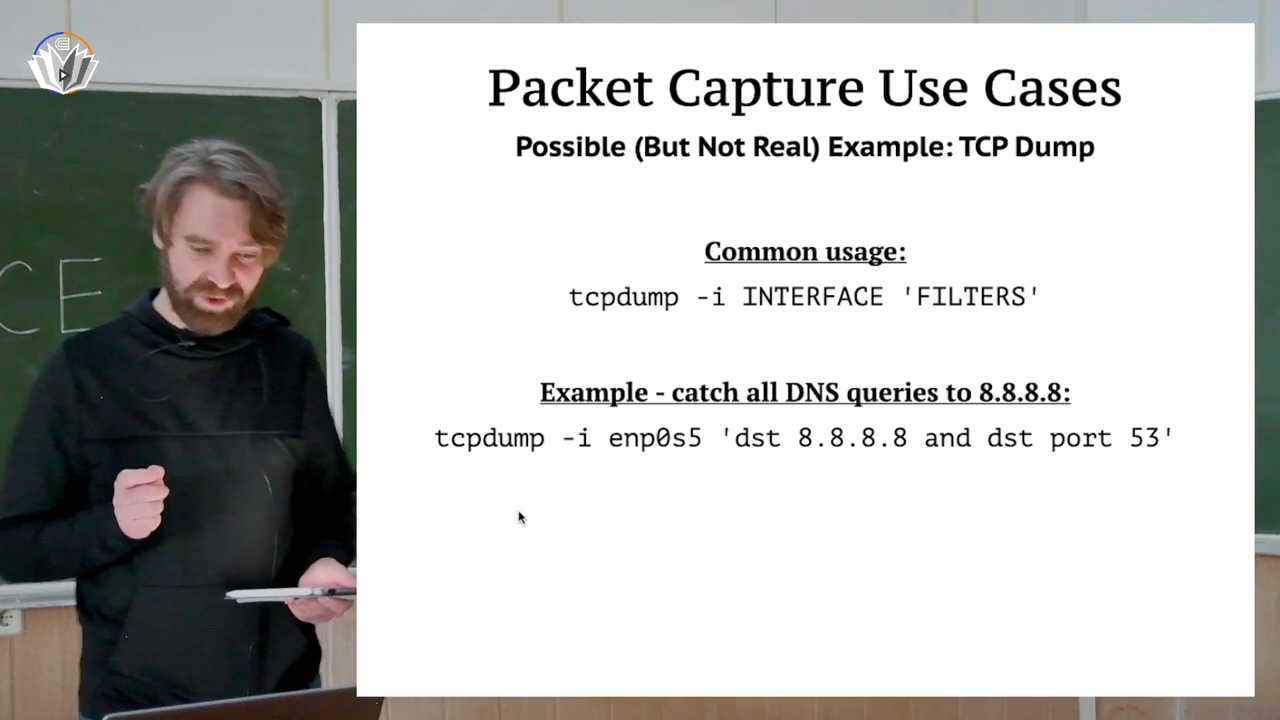 Packet Capture Use Cases
Possible (But Not Real) Example: TCP Dump
Common usage:
tcpdump -i INTERFACE 'FILTERS'
Example - catch all DNS queries to 8.8.8.8:
tcpdump -i enp0s5 'dst 8.8.8.8 and dst port 53'
CE